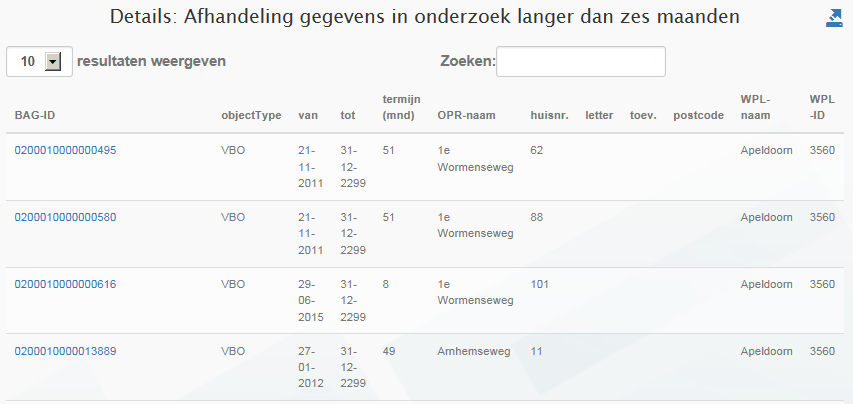 Details: Afhandeling gegevens in onderzoek langer dan zes maanden
10 resultaten weergeven Zoeken:
BAG-ID objectType van tot termijn (mnd) OPR-naam huisnr. letter toev. postcode WPL-naam WPL-ID
0200010000000495 VBO 21-11-2011 31-12-2299 51 1e Wormenseweg 62 Apeldoorn 3560
0200010000000580 VBO 21-11-2011 31-12-2299 51 1e Wormenseweg 88 Apeldoorn 3560
0200010000000616 VBO 29-06-2015 31-12-2299 8 1e Wormenseweg 101 Apeldoorn 3560
0200010000013889 VBO 27-01-2012 31-12-2299 49 Arnhemseweg 11 Apeldoorn 3560